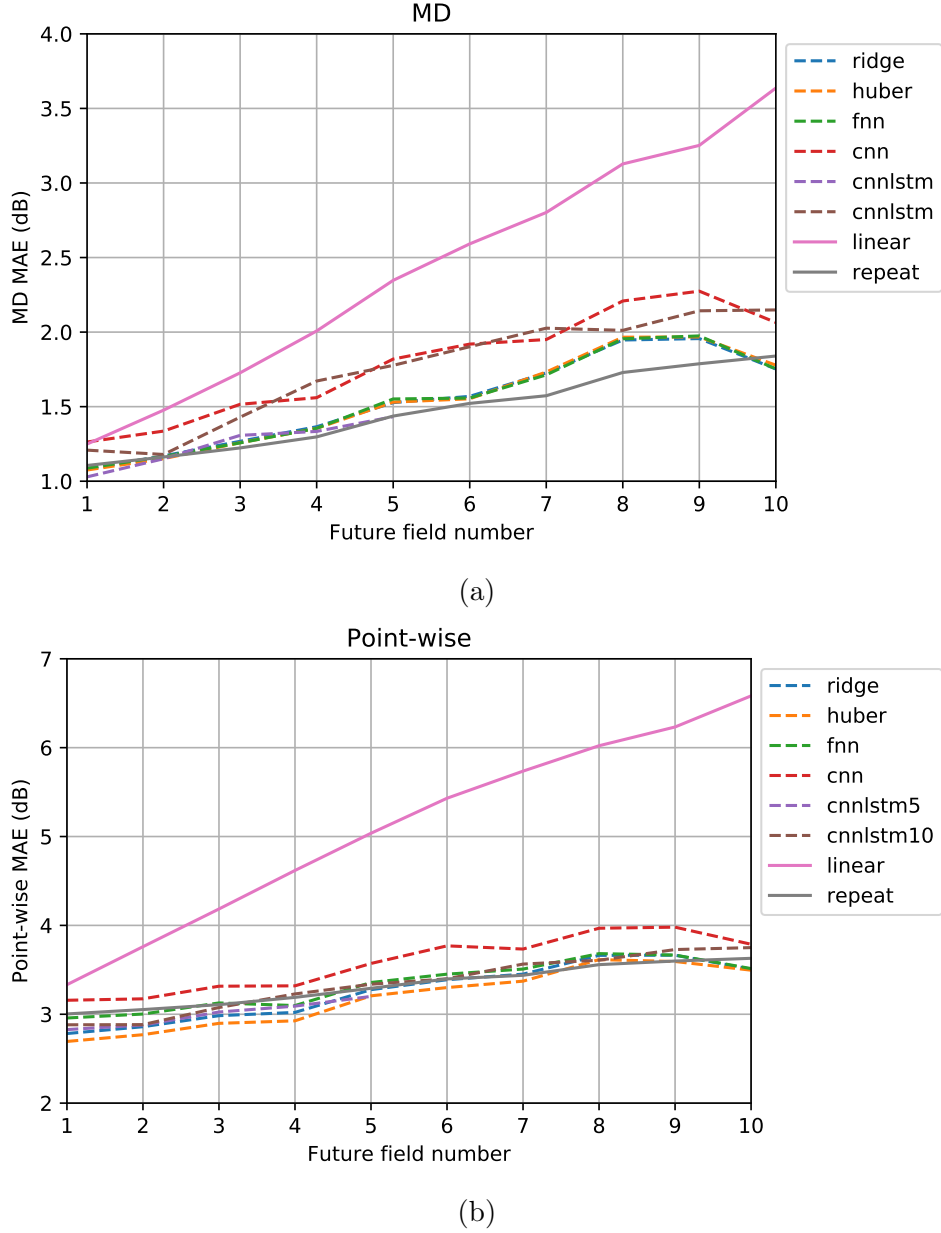 MD
4.0
3.5
3.0
2.5
2.0
1.5
1.0
MD MAE (dB)
1 2 3 4 5 6 7 8 9 10
Future field number
ridge
huber
fnn
cnn
cnnlstm
cnnlstm
linear
repeat
(a)
Point-wise
7
6
5
4
3
2
Point-wise MAE (dB)
1 2 3 4 5 6 7 8 9 10
Future field number
ridge
huber
fnn
cnn
cnnlstm5
cnnlstm10
linear
repeat
(b)